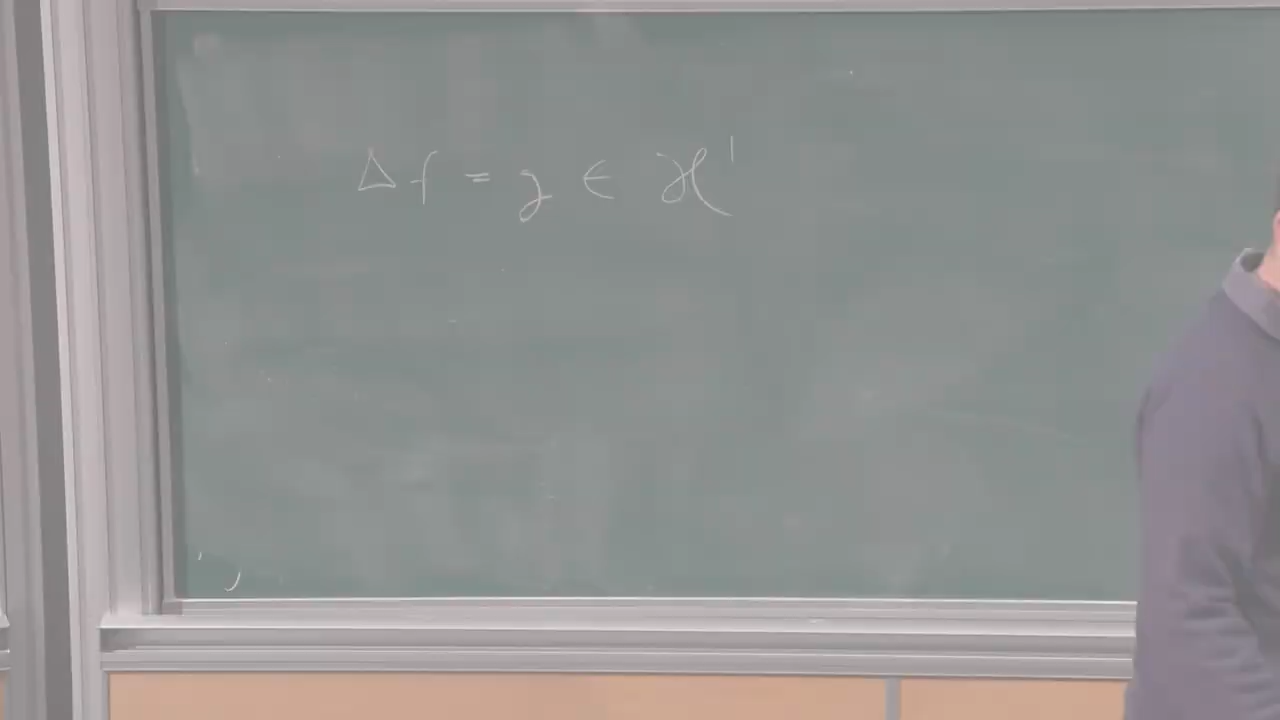 Δf = g ∈ ℋ¹